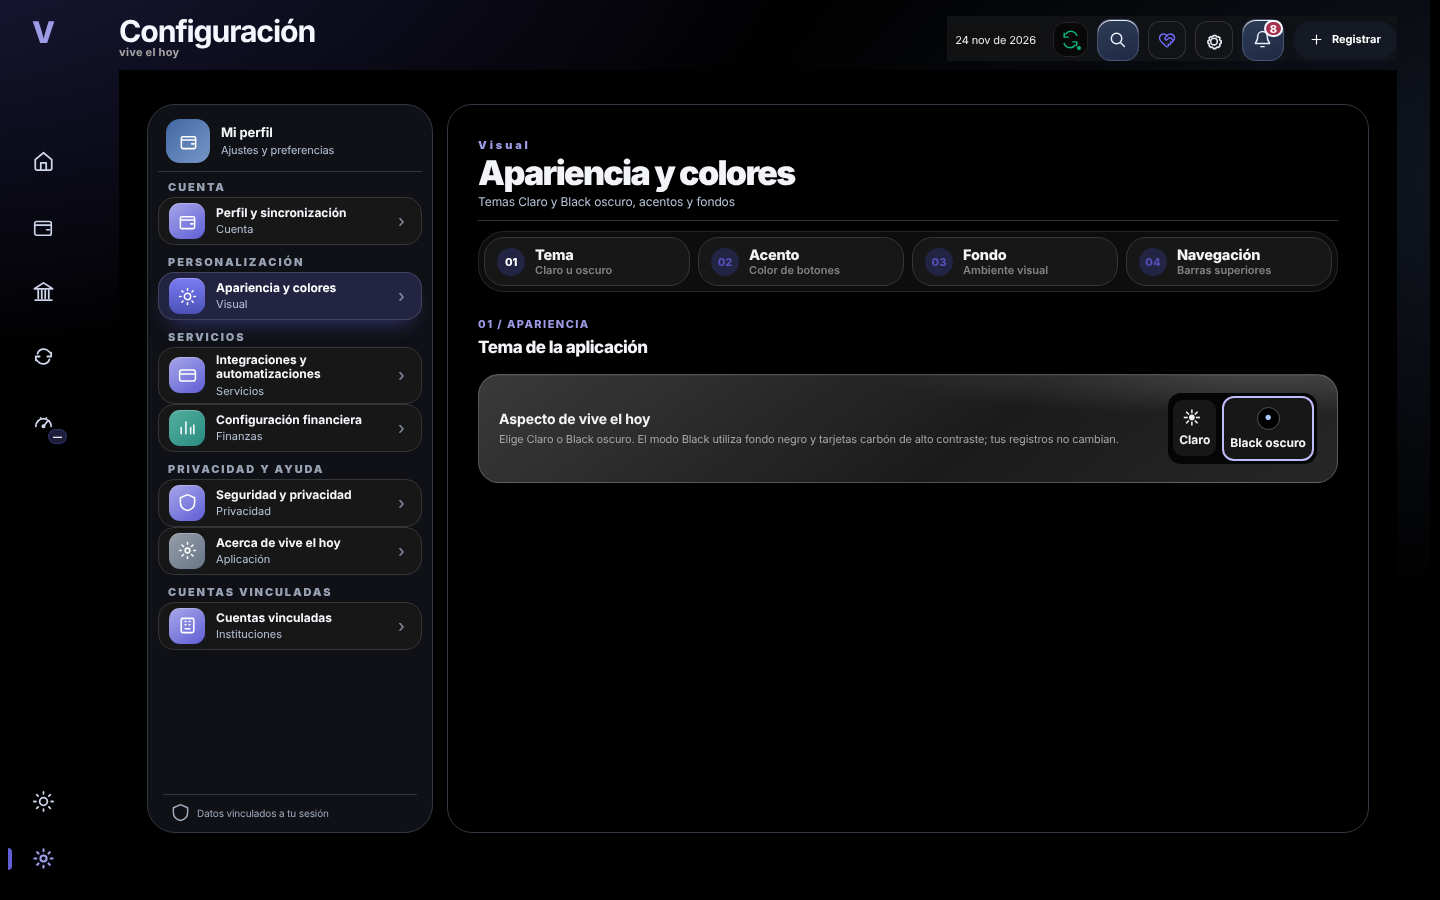 V
Configuración
vive el hoy
24 nov de 2026
8
Registrar
Mi perfil
Ajustes y preferencias
CUENTA
Perfil y sincronización
Cuenta
PERSONALIZACIÓN
Apariencia y colores
Visual
SERVICIOS
Integraciones y
automatizaciones
Servicios
Configuración financiera
Finanzas
PRIVACIDAD Y AYUDA
Seguridad y privacidad
Privacidad
Acerca de vive el hoy
Aplicación
CUENTAS VINCULADAS
Cuentas vinculadas
Instituciones
Datos vinculados a tu sesión
Visual
Apariencia y colores
Temas Claro y Black oscuro, acentos y fondos
01
Tema
Claro u oscuro
02
Acento
Color de botones
03
Fondo
Ambiente visual
04
Navegación
Barras superiores
01 / APARIENCIA
Tema de la aplicación
Aspecto de vive el hoy
Elige Claro o Black oscuro. El modo Black utiliza fondo negro y tarjetas carbón de alto contraste; tus registros no cambian.
Claro
Black oscuro